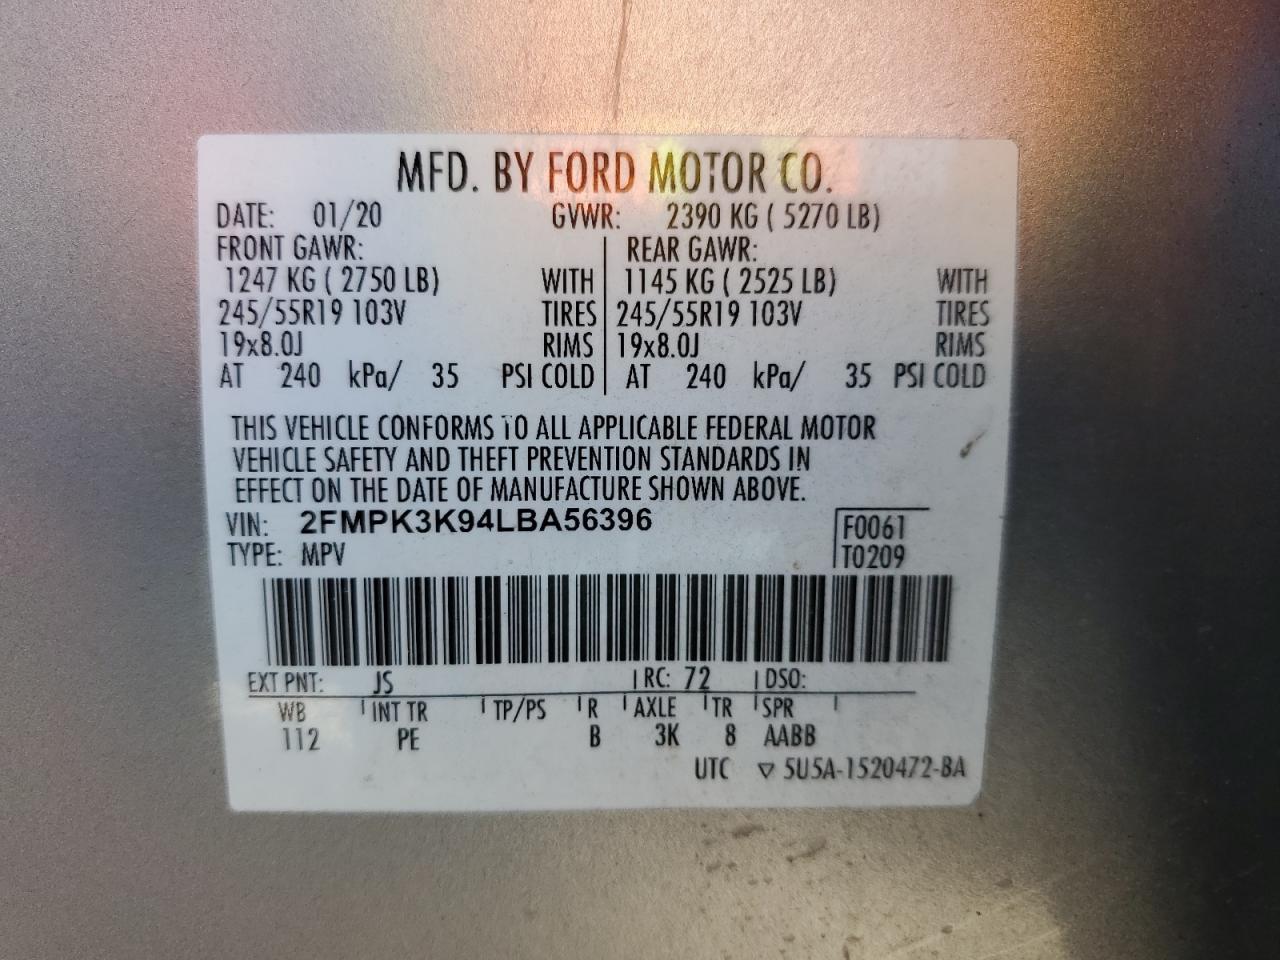 MFD. BY FORD MOTOR CO.
DATE: 01/20 GVWR: 2390 KG ( 5270 LB)
FRONT GAWR: REAR GAWR:
1247 KG ( 2750 LB) WITH 1145 KG ( 2525 LB) WITH
245/55R19 103V TIRES 245/55R19 103V TIRES
19x8.0J RIMS 19x8.0J RIMS
AT 240 kPa/ 35 PSI COLD AT 240 kPa/ 35 PSI COLD
THIS VEHICLE CONFORMS TO ALL APPLICABLE FEDERAL MOTOR
VEHICLE SAFETY AND THEFT PREVENTION STANDARDS IN
EFFECT ON THE DATE OF MANUFACTURE SHOWN ABOVE.
VIN: 2FMPK3K94LBA56396 F0061
TYPE: MPV T0209
EXT PNT: JS RC: 72 DSO:
WB INT TR TP/PS R AXLE TR SPR
112 PE B 3K 8 AABB
UTC ▽ 5U5A-1520472-BA